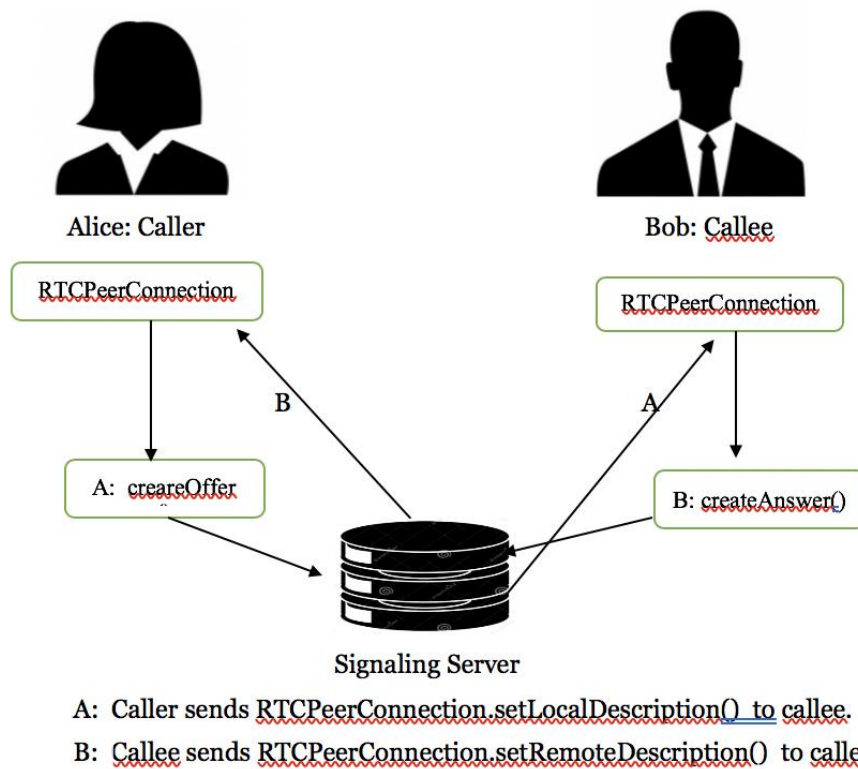 Alice: Caller
Bob: Callee
RTCPeerConnection
RTCPeerConnection
B
A
A: creareOffer
B: createAnswer()
Signaling Server
A: Caller sends RTCPeerConnection.setLocalDescription() to callee.
B: Callee sends RTCPeerConnection.setRemoteDescription() to calle